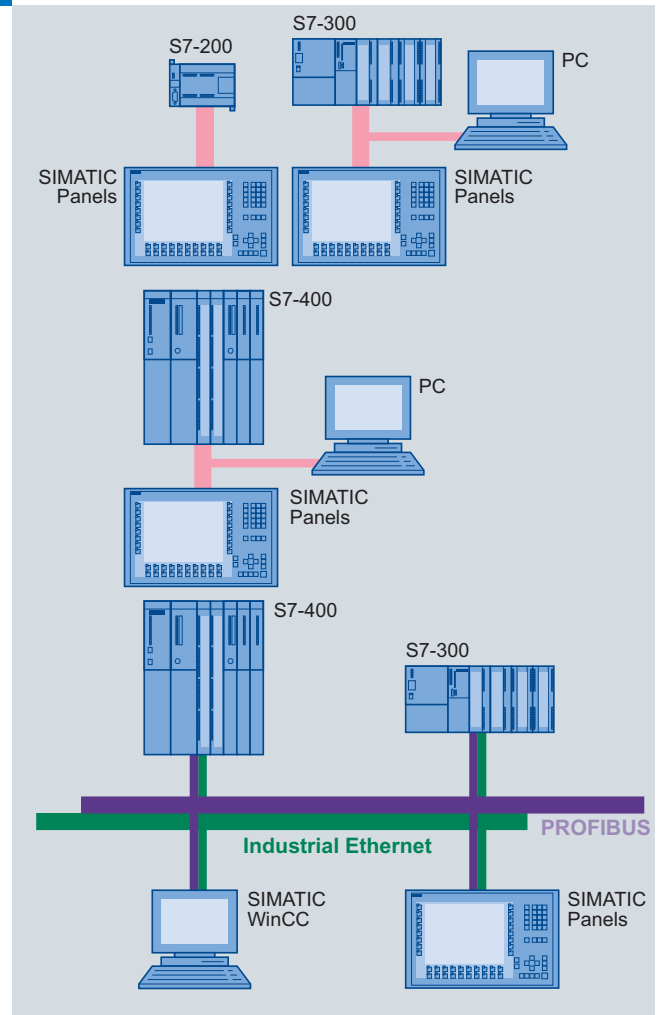 S7-300
S7-200
PC
SIMATIC
Panels
SIMATIC
Panels
S7-400
PC
SIMATIC
Panels
S7-400
S7-300
PROFIBUS
Industrial Ethernet
SIMATIC
WinCC
SIMATIC
Panels